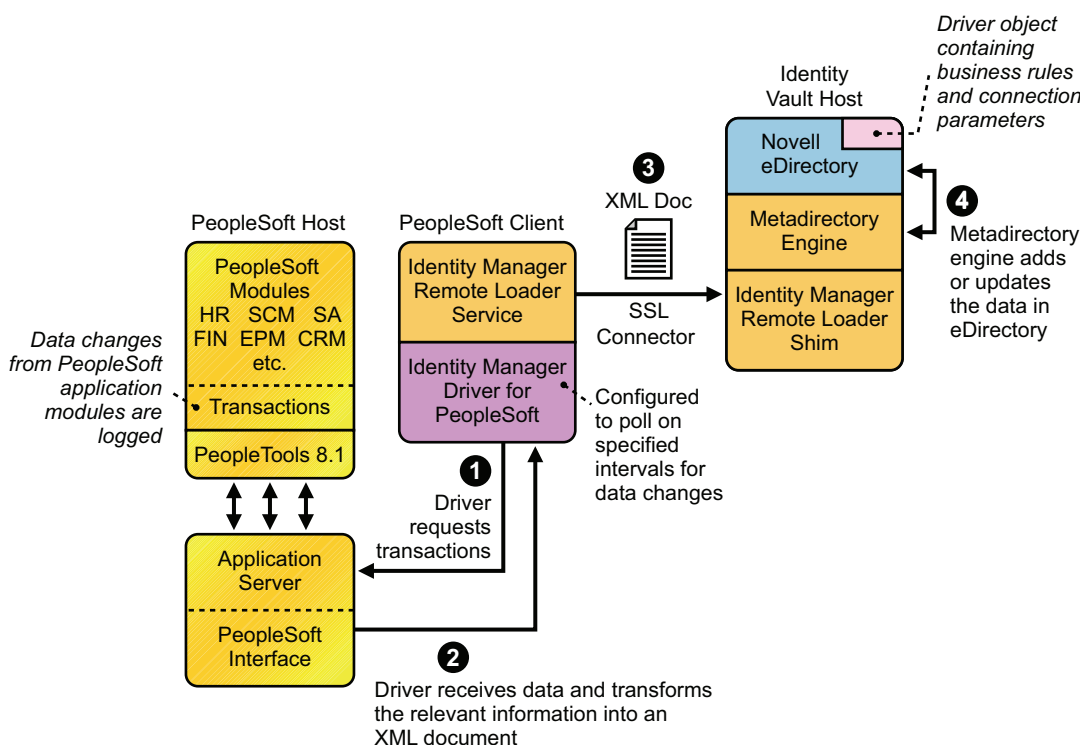 Driver object
containing
business rules
and connection
parameters
Identity
Vault Host
Novell
eDirectory
Metadirectory
Engine
Identity Manager
Remote Loader
Shim
4
Metadirectory
engine adds
or updates
the data in
eDirectory
3
XML Doc
SSL
Connector
PeopleSoft Host
PeopleSoft
Modules
HR SCM SA
FIN EPM CRM
etc.
Transactions
PeopleTools 8.1
Data changes
from PeopleSoft
application
modules are
logged
PeopleSoft Client
Identity Manager
Remote Loader
Service
Identity Manager
Driver for
PeopleSoft
Configured
to poll on
specified
intervals for
data changes
1
Driver
requests
transactions
Application
Server
PeopleSoft
Interface
2
Driver receives data and transforms
the relevant information into an
XML document